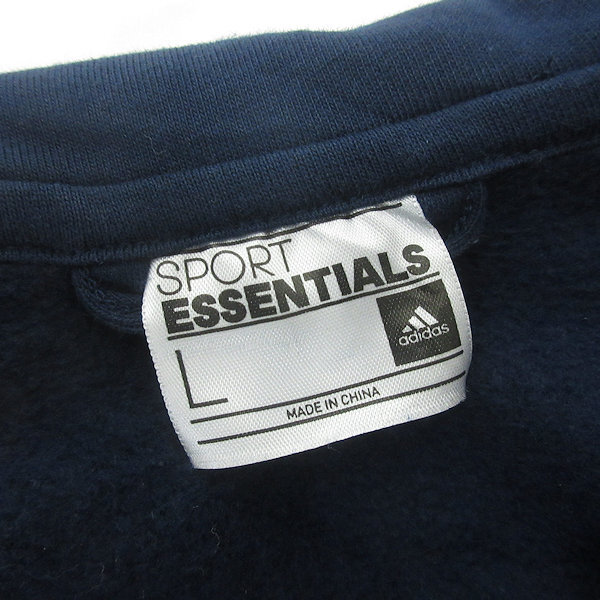 SPORT
ESSENTIALS
L
adidas
MADE IN CHINA